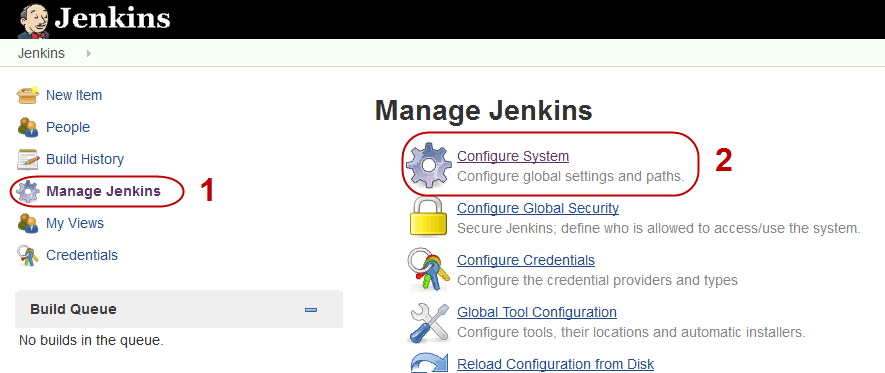 Jenkins
Jenkins
New Item
People
Build History
Manage Jenkins
1
My Views
Credentials
Build Queue
No builds in the queue.
Manage Jenkins
Configure System
Configure global settings and paths.
2
Configure Global Security
Secure Jenkins; define who is allowed to access/use the system.
Configure Credentials
Configure the credential providers and types
Global Tool Configuration
Configure tools, their locations and automatic installers.
Reload Configuration from Disk